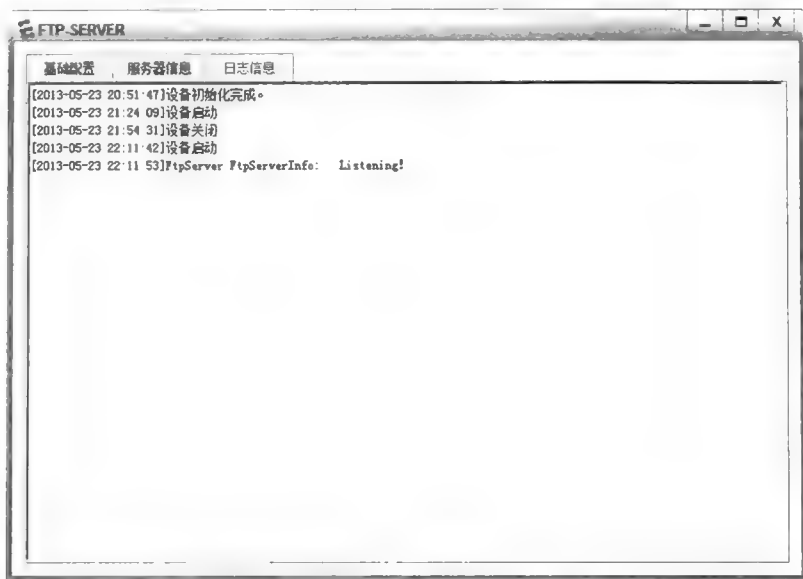 FTP-SERVER
基础配置 服务器信息 日志信息
[2013-05-23 20:51:47]设备初始化完成。
[2013-05-23 21:24 09]设备启动
[2013-05-23 21:54 31]设备关闭
[2013-05-23 22:11:42]设备启动
[2013-05-23 22:11 53]FtpServer FtpServerInfo: Listening!